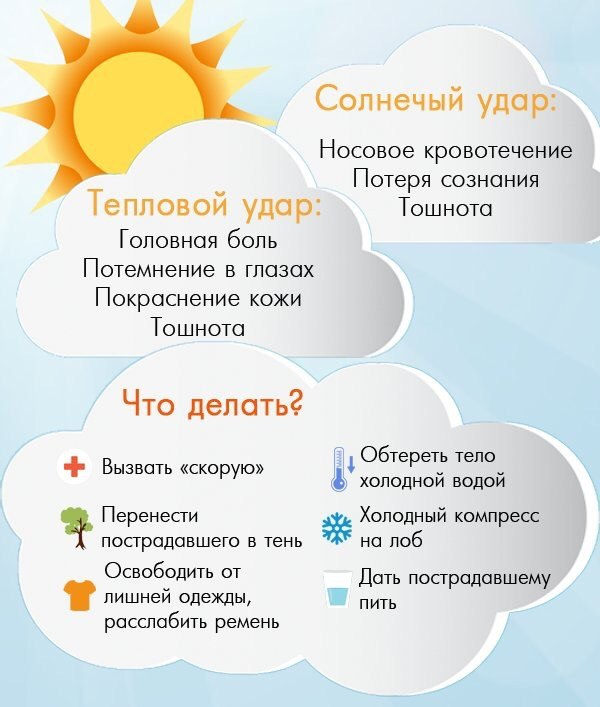 Солнечый удар:
Носовое кровотечение
Потеря сознания
Тошнота
Тепловой удар:
Головная боль
Потемнение в глазах
Покраснение кожи
Тошнота
Что делать?
Вызвать «скорую»
Перенести
пострадавшего в тень
Освободить от
лишней одежды,
расслабить ремень
Обтереть тело
холодной водой
Холодный компресс
на лоб
Дать пострадавшему
пить